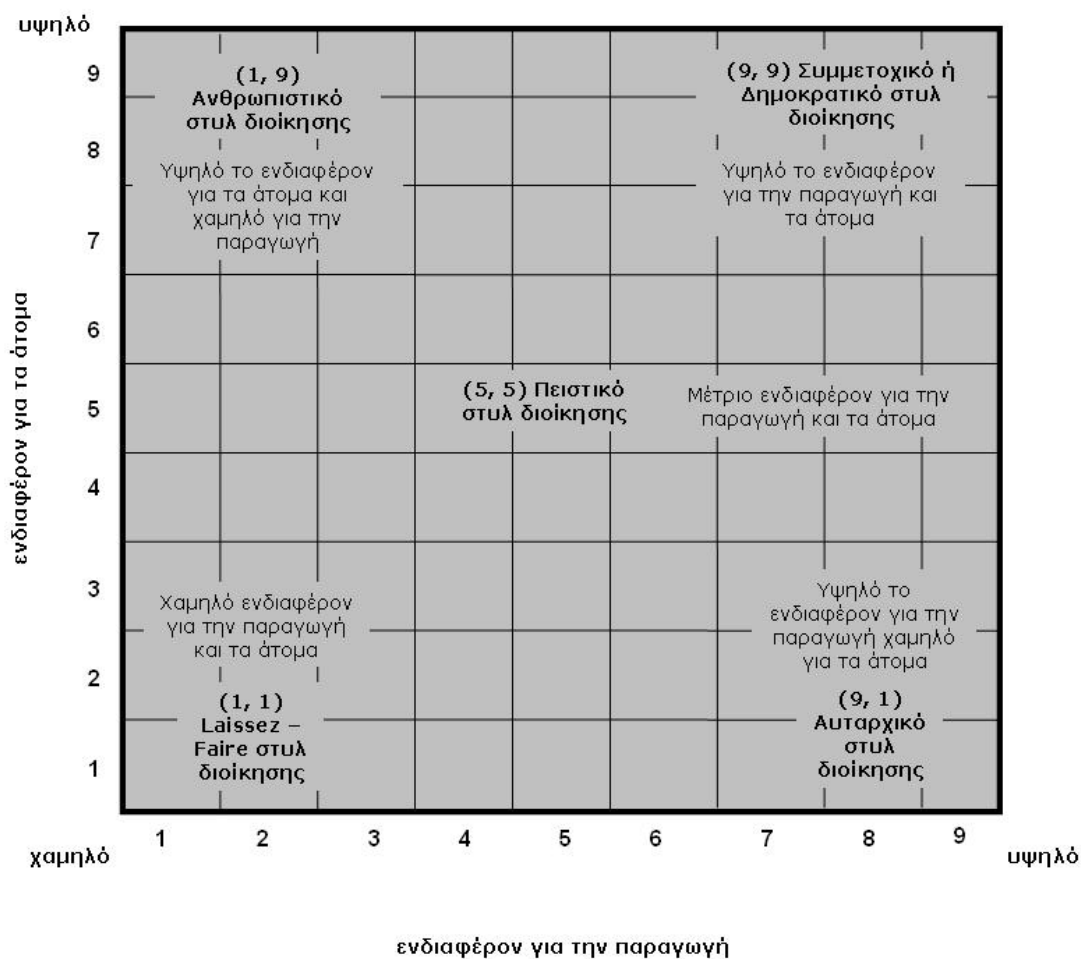 υψηλό
9
(1, 9)
Ανθρωπιστικό
στυλ διοίκησης
(9, 9) Συμμετοχικό ή
Δημοκρατικό στυλ
διοίκησης
8
Υψηλό το ενδιαφέρον
για τα άτομα και
χαμηλό για την
παραγωγή
Υψηλό το ενδιαφέρον
για την παραγωγή και
τα άτομα
7
6
ενδιαφέρον για τα άτομα
5
(5, 5) Πειστικό
στυλ διοίκησης
Μέτριο ενδιαφέρον για την
παραγωγή και τα άτομα
4
3
Χαμηλό ενδιαφέρον
για την παραγωγή
και τα άτομα
Υψηλό το
ενδιαφέρον για την
παραγωγή χαμηλό
για τα άτομα
2
(1, 1)
Laissez –
Faire στυλ
διοίκησης
(9, 1)
Αυταρχικό
στυλ
διοίκησης
1
1 2 3 4 5 6 7 8 9
χαμηλό
υψηλό
ενδιαφέρον για την παραγωγή